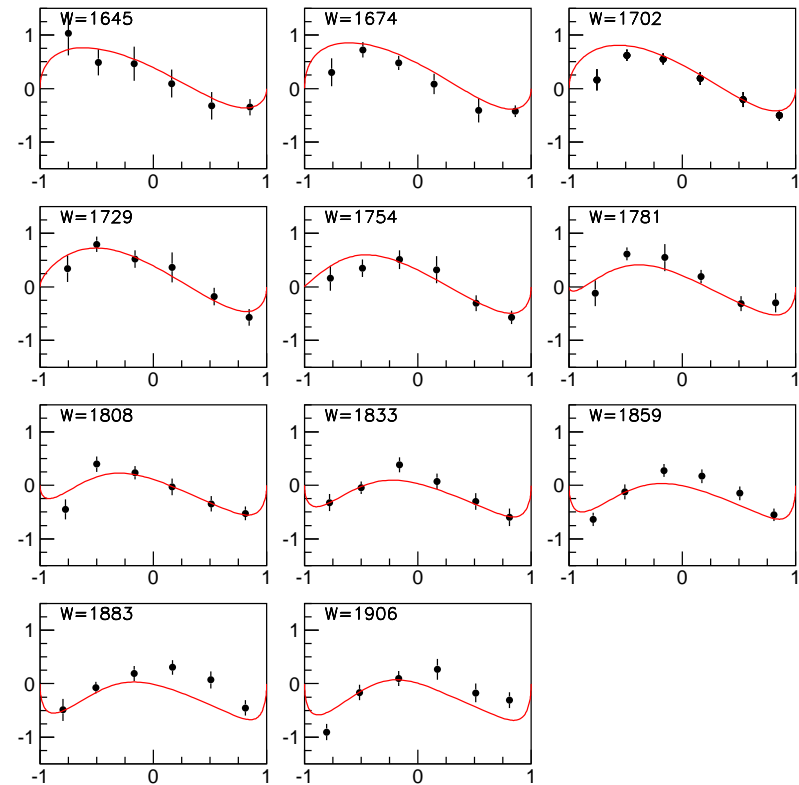 W=1645 W=1674 W=1702
1 1 1
0 0 0
-1 -1 -1
-1 0 1 -1 0 1 -1 0 1
W=1729 W=1754 W=1781
1 1 1
0 0 0
-1 -1 -1
-1 0 1 -1 0 1 -1 0 1
W=1808 W=1833 W=1859
1 1 1
0 0 0
-1 -1 -1
-1 0 1 -1 0 1 -1 0 1
W=1883 W=1906
1 1
0 0
-1 -1
-1 0 1 -1 0 1